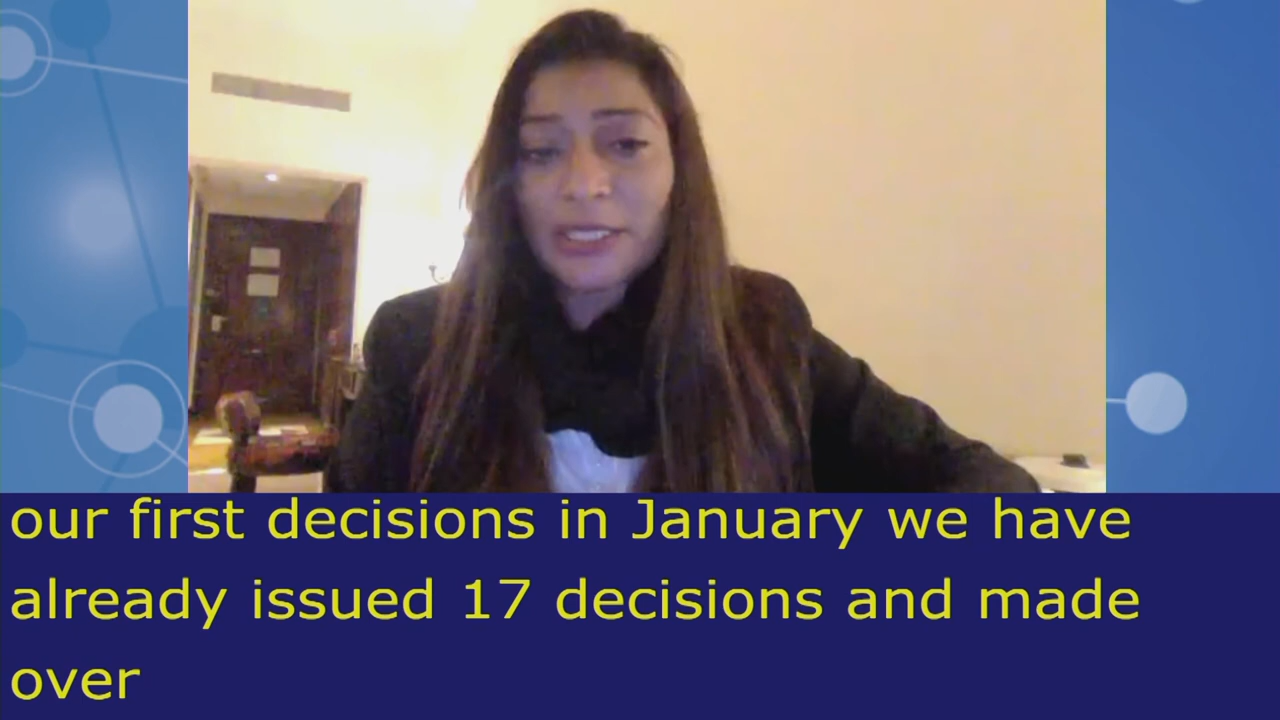 our first decisions in January we have
already issued 17 decisions and made
over